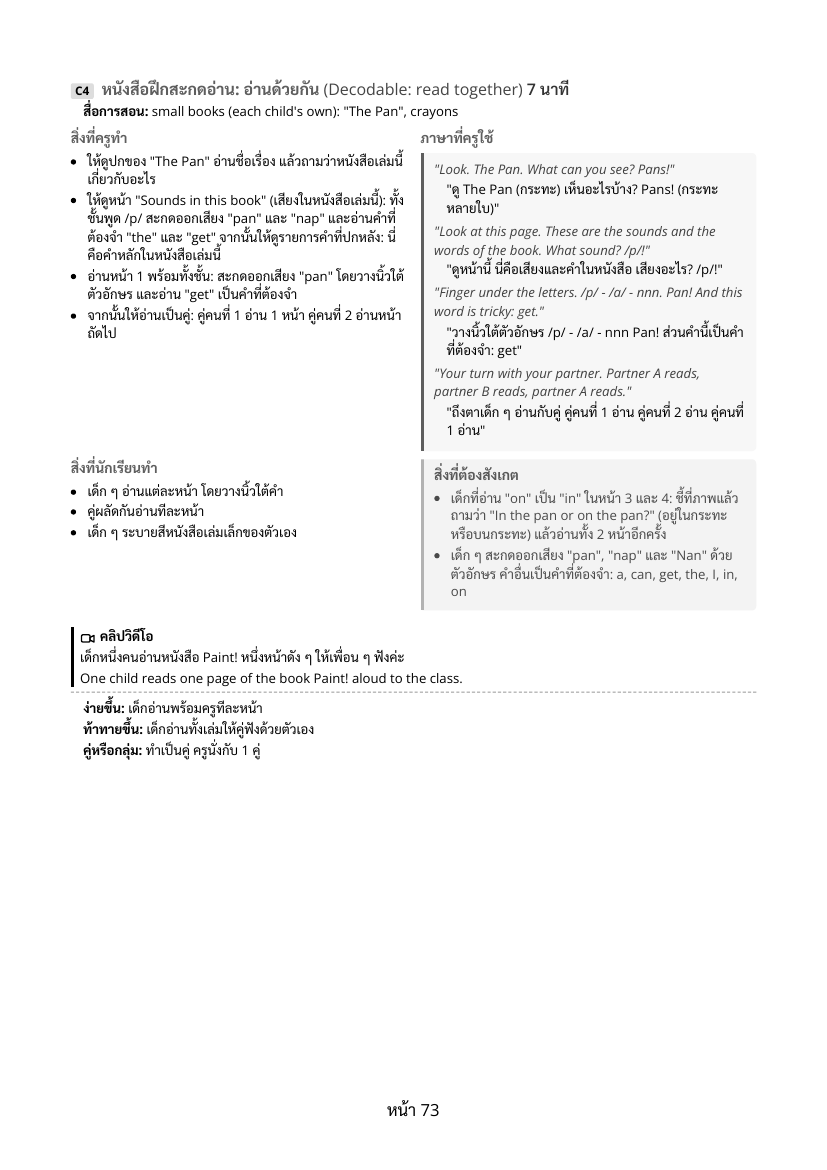 C4 หนังสือฝึกสะกดอ่าน: อ่านด้วยกัน (Decodable: read together) 7 นาที
สื่อการสอน: small books (each child's own): "The Pan", crayons
สิ่งที่ครูทำ
• ให้ดูปกของ "The Pan" อ่านชื่อเรื่อง แล้วถามว่าหนังสือเล่มนี้
เกี่ยวกับอะไร
• ให้ดูหน้า "Sounds in this book" (เสียงในหนังสือเล่มนี้): ทั้ง
ชั้นพูด /p/ สะกดออกเสียง "pan" และ "nap" และอ่านคำที่
ต้องจำ "the" และ "get" จากนั้นให้ดูรายการคำที่ปกหลัง: นี่
คือคำหลักในหนังสือเล่มนี้
• อ่านหน้า 1 พร้อมทั้งชั้น: สะกดออกเสียง "pan" โดยวางนิ้วใต้
ตัวอักษร และอ่าน "get" เป็นคำที่ต้องจำ
• จากนั้นให้อ่านเป็นคู่: คู่คนที่ 1 อ่าน 1 หน้า คู่คนที่ 2 อ่านหน้า
ถัดไป
ภาษาที่ครูใช้
"Look. The Pan. What can you see? Pans!"
"ดู The Pan (กระทะ) เห็นอะไรบ้าง? Pans! (กระทะ
หลายใบ)"
"Look at this page. These are the sounds and the
words of the book. What sound? /p/!"
"ดูหน้านี้ นี่คือเสียงและคำในหนังสือ เสียงอะไร? /p/!"
"Finger under the letters. /p/ - /a/ - nnn. Pan! And this
word is tricky: get."
"วางนิ้วใต้ตัวอักษร /p/ - /a/ - nnn Pan! ส่วนคำนี้เป็นคำ
ที่ต้องจำ: get"
"Your turn with your partner. Partner A reads,
partner B reads, partner A reads."
"ถึงตาเด็ก ๆ อ่านกับคู่ คู่คนที่ 1 อ่าน คู่คนที่ 2 อ่าน คู่คนที่
1 อ่าน"
สิ่งที่นักเรียนทำ
• เด็ก ๆ อ่านแต่ละหน้า โดยวางนิ้วใต้คำ
• คู่ผลัดกันอ่านทีละหน้า
• เด็ก ๆ ระบายสีหนังสือเล่มเล็กของตัวเอง
สิ่งที่ต้องสังเกต
• เด็กที่อ่าน "on" เป็น "in" ในหน้า 3 และ 4: ชี้ที่ภาพแล้ว
ถามว่า "In the pan or on the pan?" (อยู่ในกระทะ
หรือบนกระทะ) แล้วอ่านทั้ง 2 หน้าอีกครั้ง
• เด็ก ๆ สะกดออกเสียง "pan", "nap" และ "Nan" ด้วย
ตัวอักษร คำอื่นเป็นคำที่ต้องจำ: a, can, get, the, I, in,
on
คลิปวิดีโอ
เด็กหนึ่งคนอ่านหนังสือ Paint! หนึ่งหน้าดัง ๆ ให้เพื่อน ๆ ฟังค่ะ
One child reads one page of the book Paint! aloud to the class.
ง่ายขึ้น: เด็กอ่านพร้อมครูทีละหน้า
ท้าทายขึ้น: เด็กอ่านทั้งเล่มให้คู่ฟังด้วยตัวเอง
คู่หรือกลุ่ม: ทำเป็นคู่ ครูนั่งกับ 1 คู่
หน้า 73